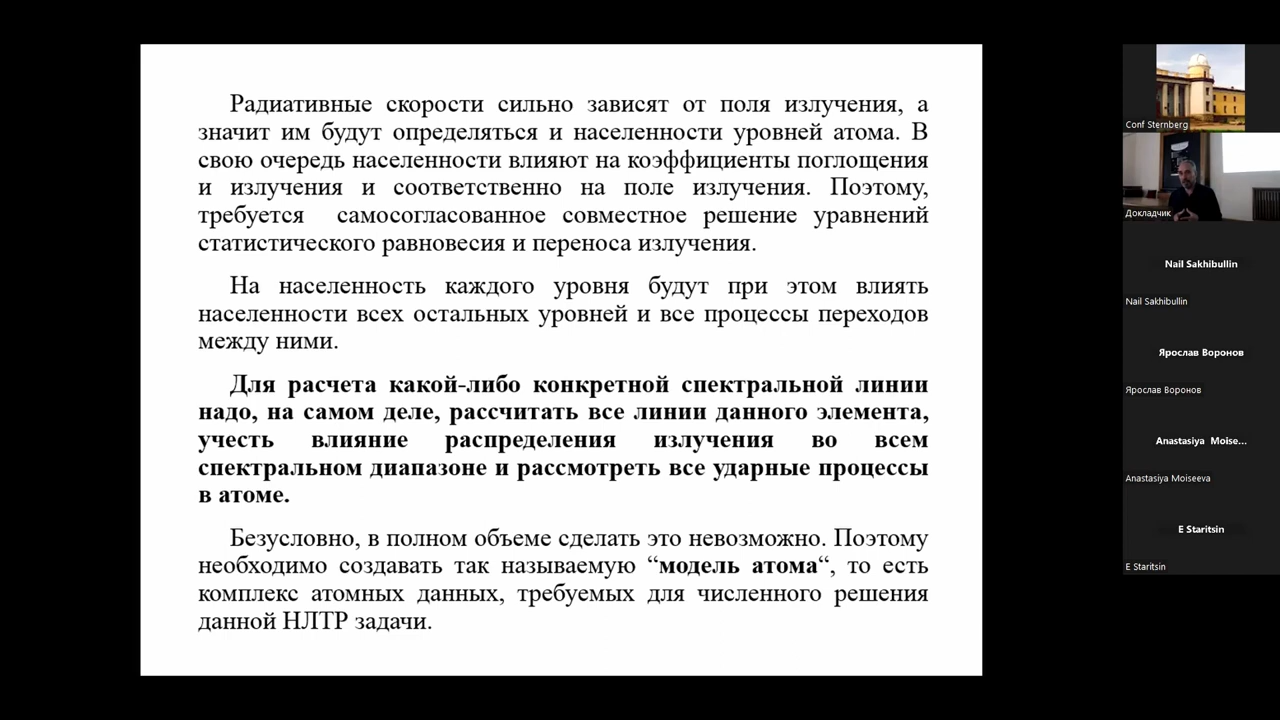 Радиативные скорости сильно зависят от поля излучения, а
значит им будут определяться и населенности уровней атома. В
свою очередь населенности влияют на коэффициенты поглощения
и излучения и соответственно на поле излучения. Поэтому,
требуется самосогласованное совместное решение уравнений
статистического равновесия и переноса излучения.
На населенность каждого уровня будут при этом влиять
населенности всех остальных уровней и все процессы переходов
между ними.
Для расчета какой-либо конкретной спектральной линии
надо, на самом деле, рассчитать все линии данного элемента,
учесть влияние распределения излучения во всем
спектральном диапазоне и рассмотреть все ударные процессы
в атоме.
Безусловно, в полном объеме сделать это невозможно. Поэтому
необходимо создавать так называемую “модель атома“, то есть
комплекс атомных данных, требуемых для численного решения
данной НЛТР задачи.
Conf Sternberg
Докладчик
Nail Sakhibullin
Nail Sakhibullin
Ярослав Воронов
Ярослав Воронов
Anastasiya Moise...
Anastasiya Moiseeva
E Staritsin
E Staritsin